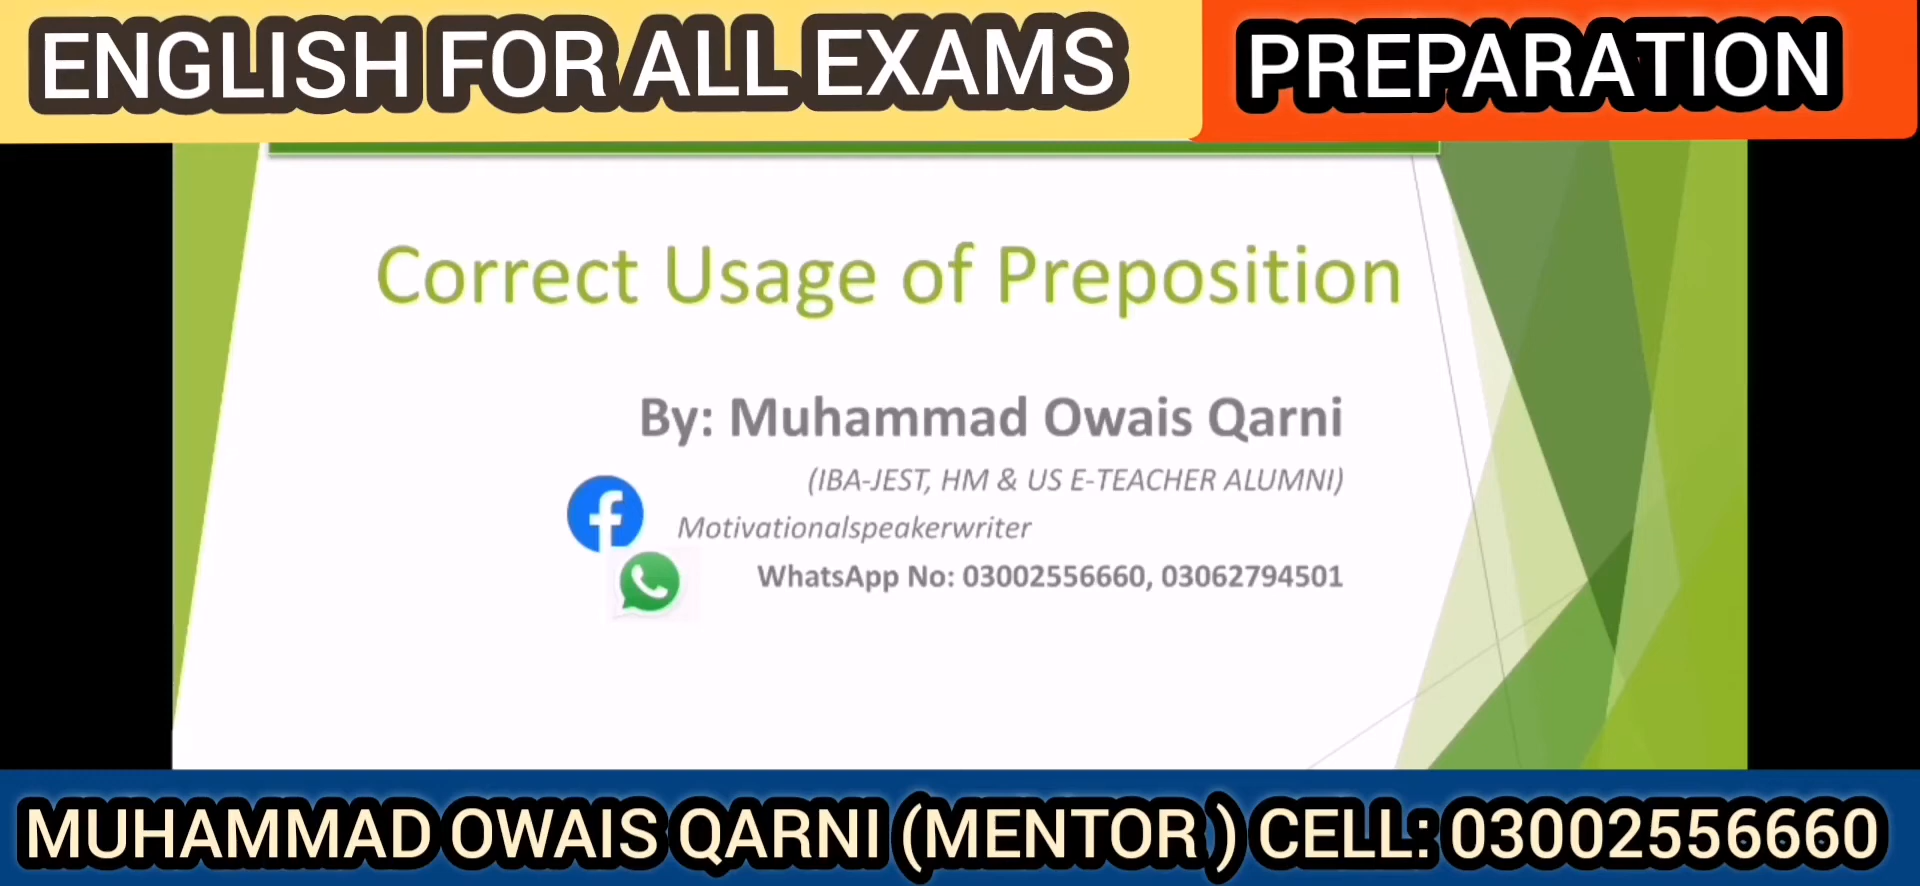 ENGLISH FOR ALL EXAMS PREPARATION
Correct Usage of Preposition
By: Muhammad Owais Qarni
(IBA-JEST, HM & US E-TEACHER ALUMNI)
Motivationalspeakerwriter
WhatsApp No: 03002556660, 03062794501
MUHAMMAD OWAIS QARNI (MENTOR ) CELL: 03002556660